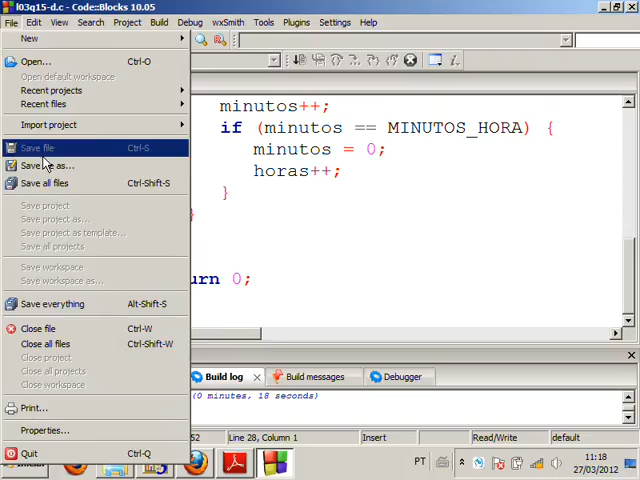 l03q15-d.c - Code::Blocks 10.05
File Edit View Search Project Build Debug wxSmith Tools Plugins Settings Help
New
Open... Ctrl-O
Open default workspace
Recent projects
Recent files
Import project
Save file Ctrl-S
as...
Save all files Ctrl-Shift-S
Save project
Save project as...
Save project as template...
Save all projects
Save workspace
Save workspace as...
Save everything Alt-Shift-S
Close file Ctrl-W
Close all files Ctrl-Shift-W
Close project
Close all projects
Close workspace
Print...
Properties...
Quit Ctrl-Q
minutos++;
if (minutos == MINUTOS_HORA) {
minutos = 0;
horas++;
}
}
urn 0;
Build log Build messages Debugger
(0 minutes, 18 seconds)
52 Line 28, Column 1 Insert Read/Write default
PT 11:18
27/03/2012